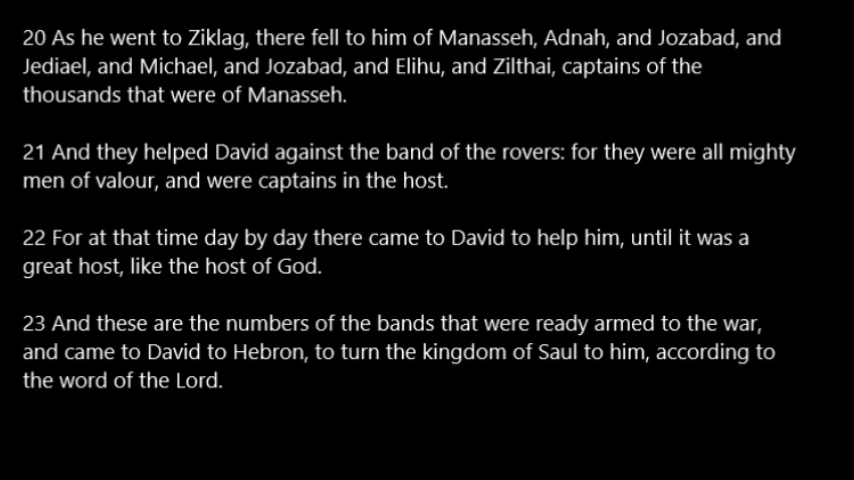 20 As he went to Ziklag, there fell to him of Manasseh, Adnah, and Jozabad, and
Jediael, and Michael, and Jozabad, and Elihu, and Zilthai, captains of the
thousands that were of Manasseh.
21 And they helped David against the band of the rovers: for they were all mighty
men of valour, and were captains in the host.
22 For at that time day by day there came to David to help him, until it was a
great host, like the host of God.
23 And these are the numbers of the bands that were ready armed to the war,
and came to David to Hebron, to turn the kingdom of Saul to him, according to
the word of the Lord.